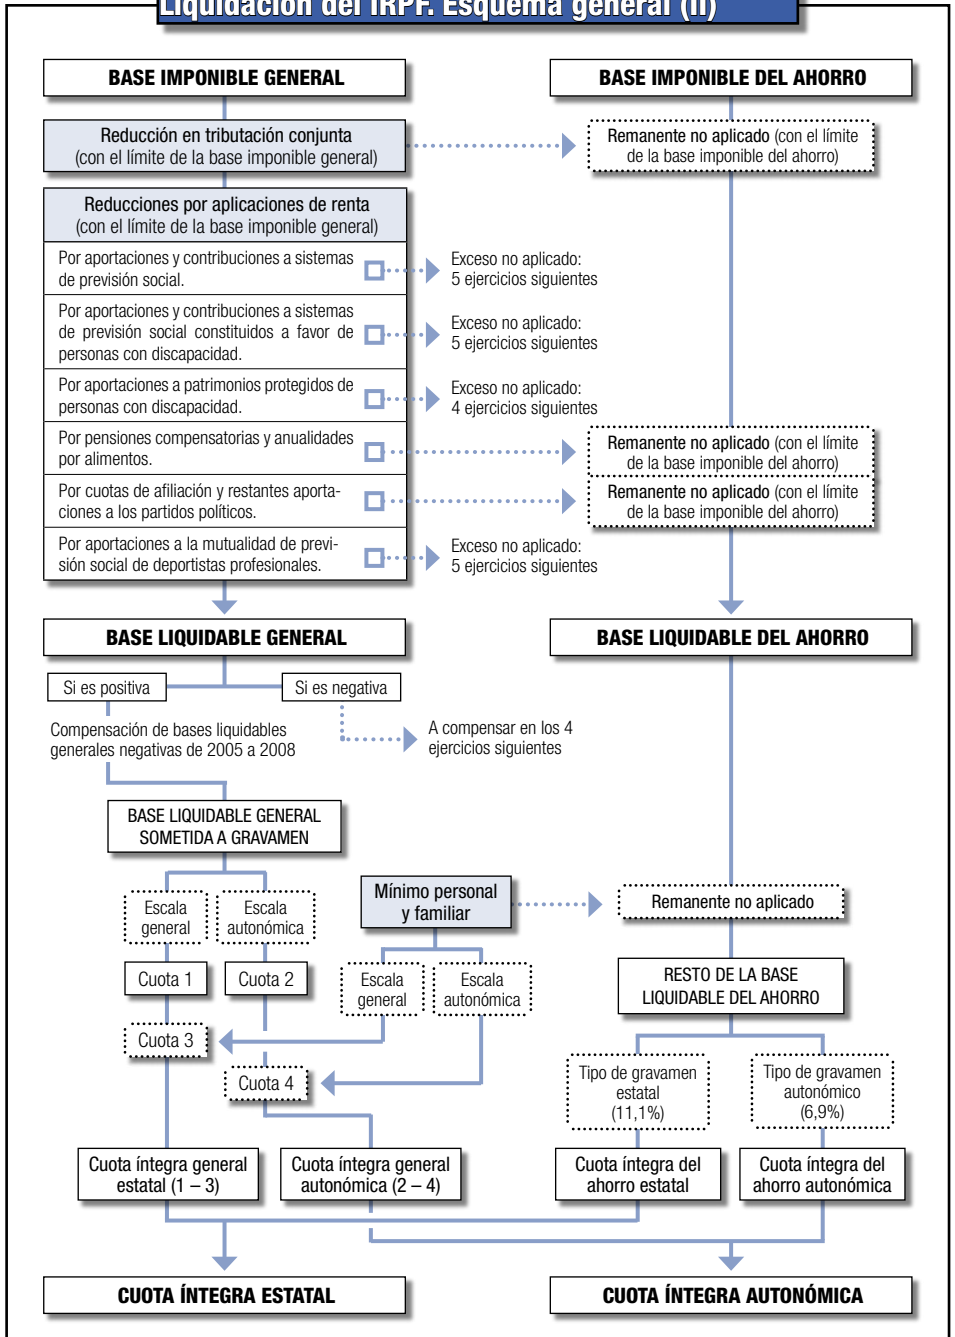 Liquidación del IRPF. Esquema general (II)
BASE IMPONIBLE GENERAL
BASE IMPONIBLE DEL AHORRO
Reducción en tributación conjunta
(con el límite de la base imponible general)
Remanente no aplicado (con el límite
de la base imponible del ahorro)
Reducciones por aplicaciones de renta
(con el límite de la base imponible general)
Por aportaciones y contribuciones a sistemas
de previsión social.
Exceso no aplicado:
5 ejercicios siguientes
Por aportaciones y contribuciones a sistemas
de previsión social constituidos a favor de
personas con discapacidad.
Exceso no aplicado:
5 ejercicios siguientes
Por aportaciones a patrimonios protegidos de
personas con discapacidad.
Exceso no aplicado:
4 ejercicios siguientes
Por pensiones compensatorias y anualidades
por alimentos.
Remanente no aplicado (con el límite
de la base imponible del ahorro)
Por cuotas de afiliación y restantes aporta-
ciones a los partidos políticos.
Remanente no aplicado (con el límite
de la base imponible del ahorro)
Por aportaciones a la mutualidad de previ-
sión social de deportistas profesionales.
Exceso no aplicado:
5 ejercicios siguientes
BASE LIQUIDABLE GENERAL
BASE LIQUIDABLE DEL AHORRO
Si es positiva
Si es negativa
Compensación de bases liquidables
generales negativas de 2005 a 2008
A compensar en los 4
ejercicios siguientes
BASE LIQUIDABLE GENERAL
SOMETIDA A GRAVAMEN
Mínimo personal
y familiar
Remanente no aplicado
Escala
general
Escala
autonómica
Cuota 1
Cuota 2
Escala
general
Escala
autonómica
RESTO DE LA BASE
LIQUIDABLE DEL AHORRO
Cuota 3
Cuota 4
Tipo de gravamen
estatal
(11,1%)
Tipo de gravamen
autonómico
(6,9%)
Cuota íntegra general
estatal (1 – 3)
Cuota íntegra general
autonómica (2 – 4)
Cuota íntegra del
ahorro estatal
Cuota íntegra del
ahorro autonómica
CUOTA ÍNTEGRA ESTATAL
CUOTA ÍNTEGRA AUTONÓMICA